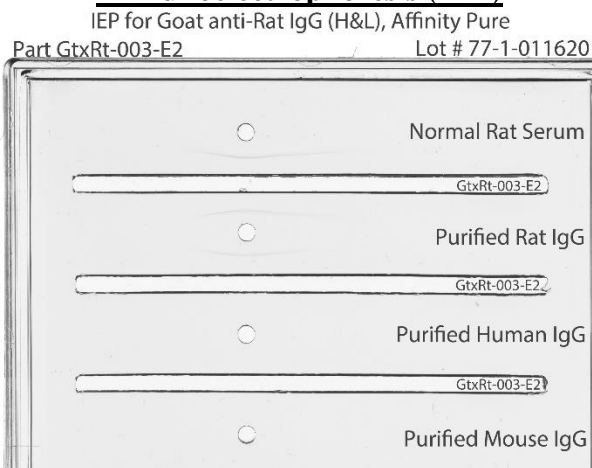 IEP for Goat anti-Rat IgG (H&L), Affinity Pure
Part GtxRt-003-E2 Lot # 77-1-011620
Normal Rat Serum
GtxRt-003-E2
Purified Rat IgG
GtxRt-003-E2
Purified Human IgG
GtxRt-003-E2
Purified Mouse IgG